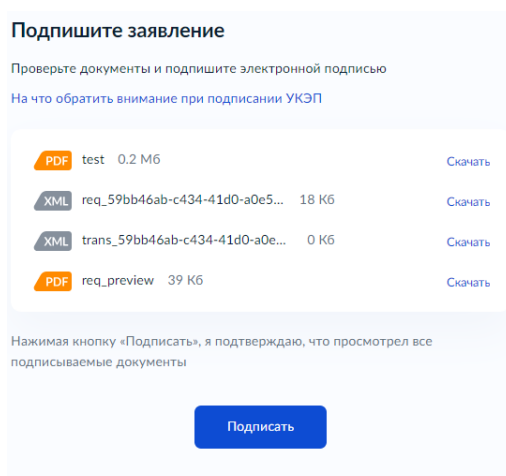 Подпишите заявление
Проверьте документы и подпишите электронной подписью
На что обратить внимание при подписании УКЭП
PDF test 0.2 Мб Скачать
XML req_59bb46ab-c434-41d0-a0e5... 18 Кб Скачать
XML trans_59bb46ab-c434-41d0-a0e... 0 Кб Скачать
PDF req_preview 39 Кб Скачать
Нажимая кнопку «Подписать», я подтверждаю, что просмотрел все
подписываемые документы
Подписать